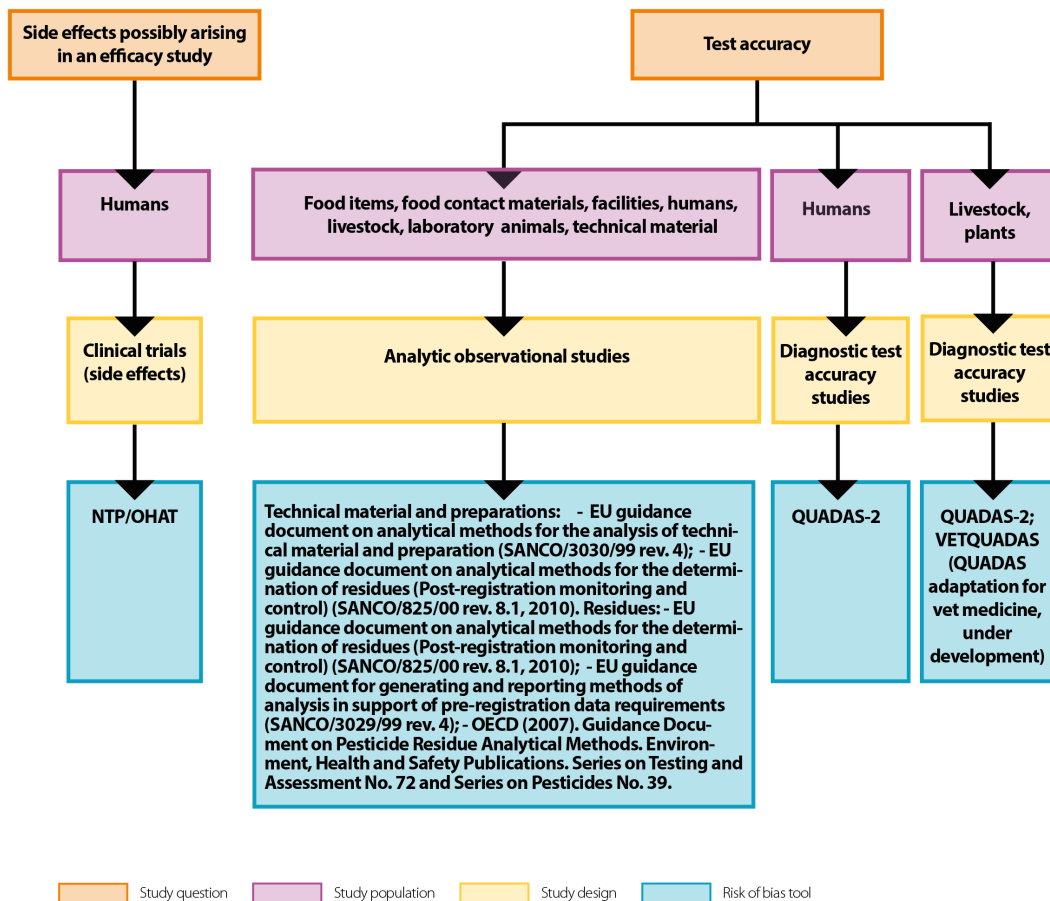 Side effects possibly arising
in an efficacy study
Test accuracy
Humans
Food items, food contact materials, facilities, humans,
livestock, laboratory animals, technical material
Humans
Livestock,
plants
Clinical trials
(side effects)
Analytic observational studies
Diagnostic test
accuracy
studies
Diagnostic test
accuracy
studies
NTP/OHAT
Technical material and preparations: - EU guidance
document on analytical methods for the analysis of techni-
cal material and preparation (SANCO/3030/99 rev. 4); - EU
guidance document on analytical methods for the determi-
nation of residues (Post-registration monitoring and
control) (SANCO/825/00 rev. 8.1, 2010). Residues: - EU
guidance document on analytical methods for the determi-
nation of residues (Post-registration monitoring and
control) (SANCO/825/00 rev. 8.1, 2010); - EU guidance
document for generating and reporting methods of
analysis in support of pre-registration data requirements
(SANCO/3029/99 rev. 4); - OECD (2007). Guidance Docu-
ment on Pesticide Residue Analytical Methods. Environ-
ment, Health and Safety Publications. Series on Testing and
Assessment No. 72 and Series on Pesticides No. 39.
QUADAS-2
QUADAS-2;
VETQUADAS
(QUADAS
adaptation for
vet medicine,
under
development)
Study question
Study population
Study design
Risk of bias tool